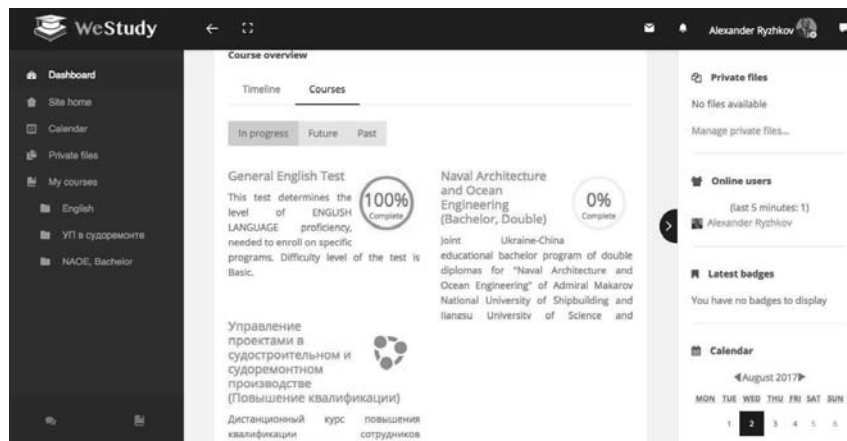 WeStudy
Alexander Ryzhkov
Dashboard
Site home
Calendar
Private files
My courses
English
УП в судоремонте
NAOE, Bachelor
Course overview
Timeline Courses
In progress Future Past
General English Test
This test determines the
level of ENGLISH
LANGUAGE proficiency,
needed to enroll on specific
programs. Difficulty level of the test is
Basic.
100%
Complete
Naval Architecture
and Ocean
Engineering
(Bachelor, Double)
0%
Complete
Joint Ukraine-China
educational bachelor program of double
diplomas for "Naval Architecture and
Ocean Engineering" of Admiral Makarov
National University of Shipbuilding and
Jiangsu University of Science and
Управление
проектами в
судостроительном и
судоремонтном
производстве
(Повышение квалификации)
Дистанционный курс повышения
квалификации сотрудников
Private files
No files available
Manage private files...
Online users
(last 5 minutes: 1)
Alexander Ryzhkov
Latest badges
You have no badges to display
Calendar
◀August 2017▶
MON TUE WED THU FRI SAT SUN
1 2 3 4 5 6